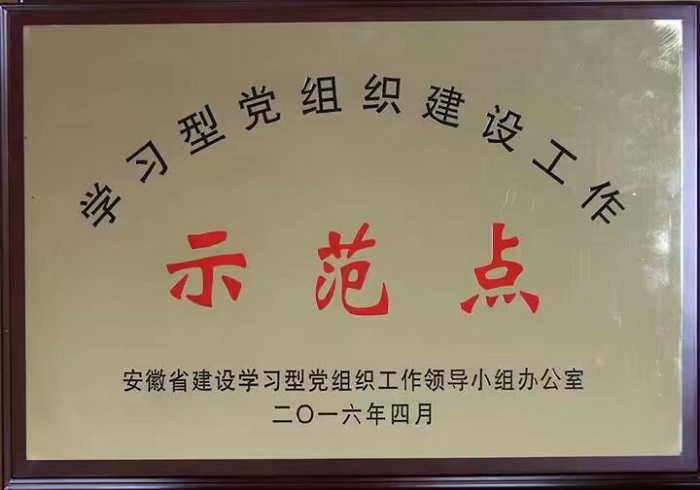 学习型党组织建设工作
示范点
安徽省建设学习型党组织工作领导小组办公室
二〇一六年四月